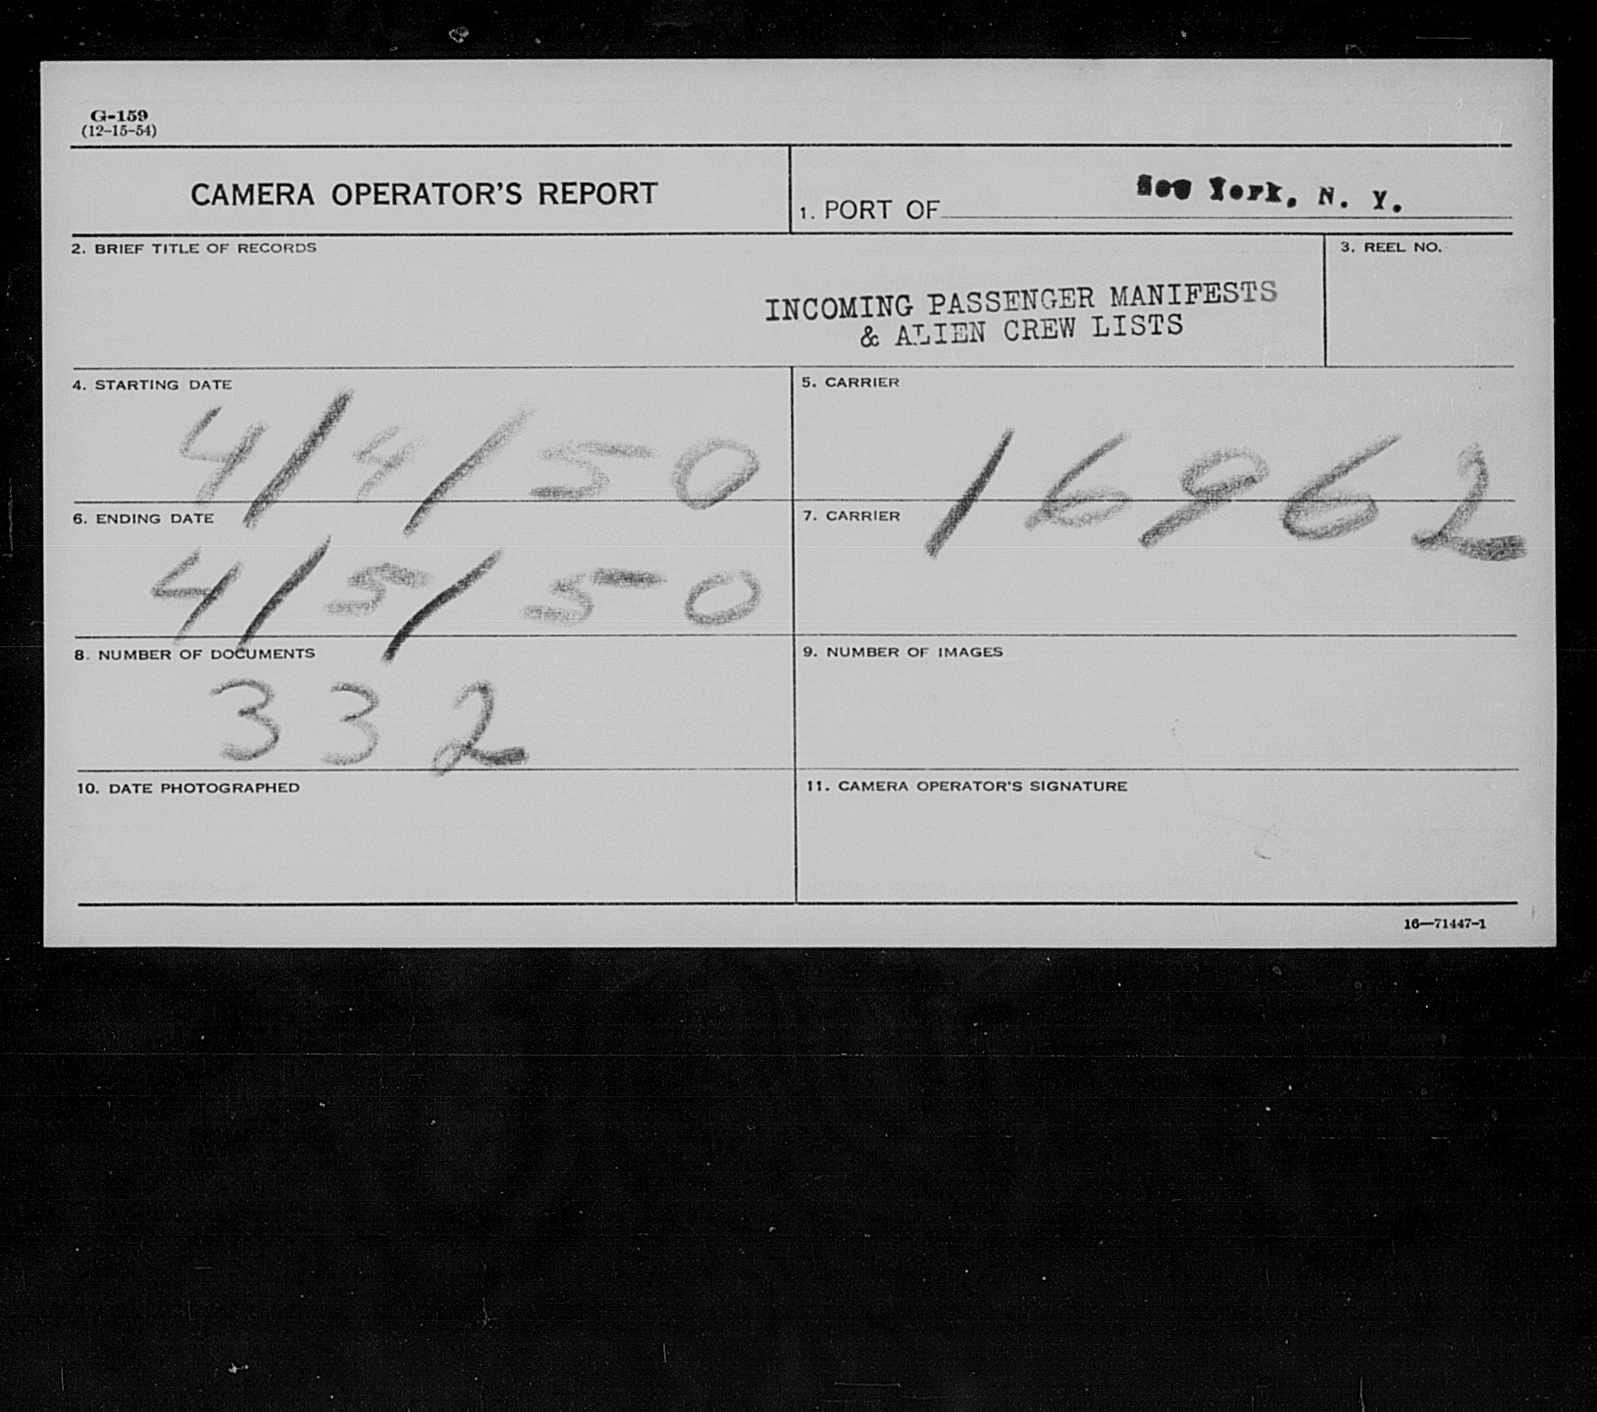 G-159
(12-15-54)
CAMERA OPERATOR'S REPORT
1. PORT OF New York, N. Y.
2. BRIEF TITLE OF RECORDS
3. REEL NO.
INCOMING PASSENGER MANIFESTS
& ALIEN CREW LISTS
4. STARTING DATE
4/4/50
5. CARRIER
16962
6. ENDING DATE
4/5/50
7. CARRIER
8. NUMBER OF DOCUMENTS
332
9. NUMBER OF IMAGES
10. DATE PHOTOGRAPHED
11. CAMERA OPERATOR'S SIGNATURE
16—71447-1